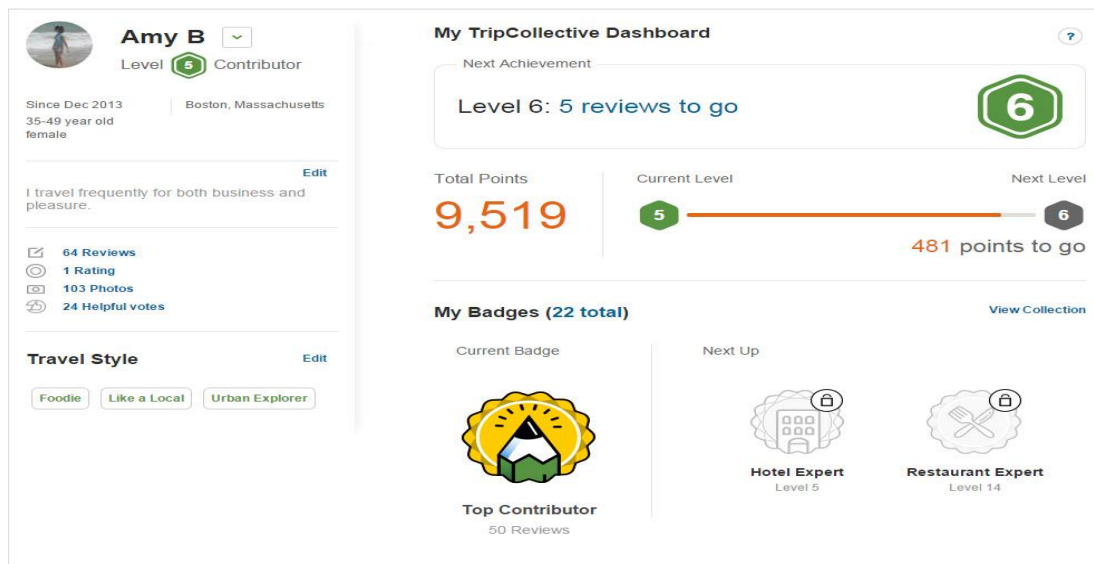 Amy B
Level 5 Contributor
Since Dec 2013
Boston, Massachusetts
35-49 year old
female
Edit
I travel frequently for both business and
pleasure.
64 Reviews
1 Rating
103 Photos
24 Helpful votes
Travel Style
Edit
Foodie
Like a Local
Urban Explorer
My TripCollective Dashboard
?
Next Achievement
Level 6: 5 reviews to go
6
Total Points
9,519
Current Level
Next Level
5
6
481 points to go
My Badges (22 total)
View Collection
Current Badge
Next Up
Top Contributor
50 Reviews
Hotel Expert
Level 5
Restaurant Expert
Level 14